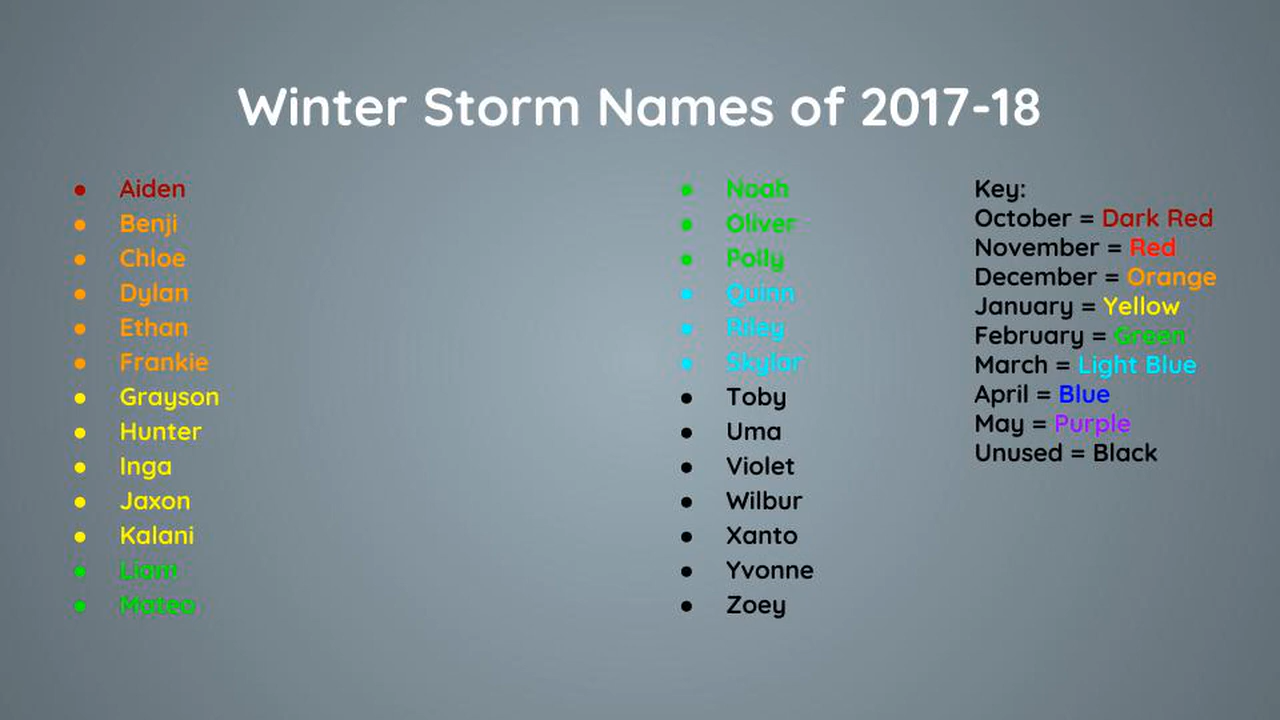 Winter Storm Names of 2017-18
● Aiden
● Benji
● Chloe
● Dylan
● Ethan
● Frankie
● Grayson
● Hunter
● Inga
● Jaxon
● Kalani
● Liam
● Mateo
● Noah
● Oliver
● Polly
● Quinn
● Riley
● Skylar
● Toby
● Uma
● Violet
● Wilbur
● Xanto
● Yvonne
● Zoey
Key:
October = Dark Red
November = Red
December = Orange
January = Yellow
February = Green
March = Light Blue
April = Blue
May = Purple
Unused = Black